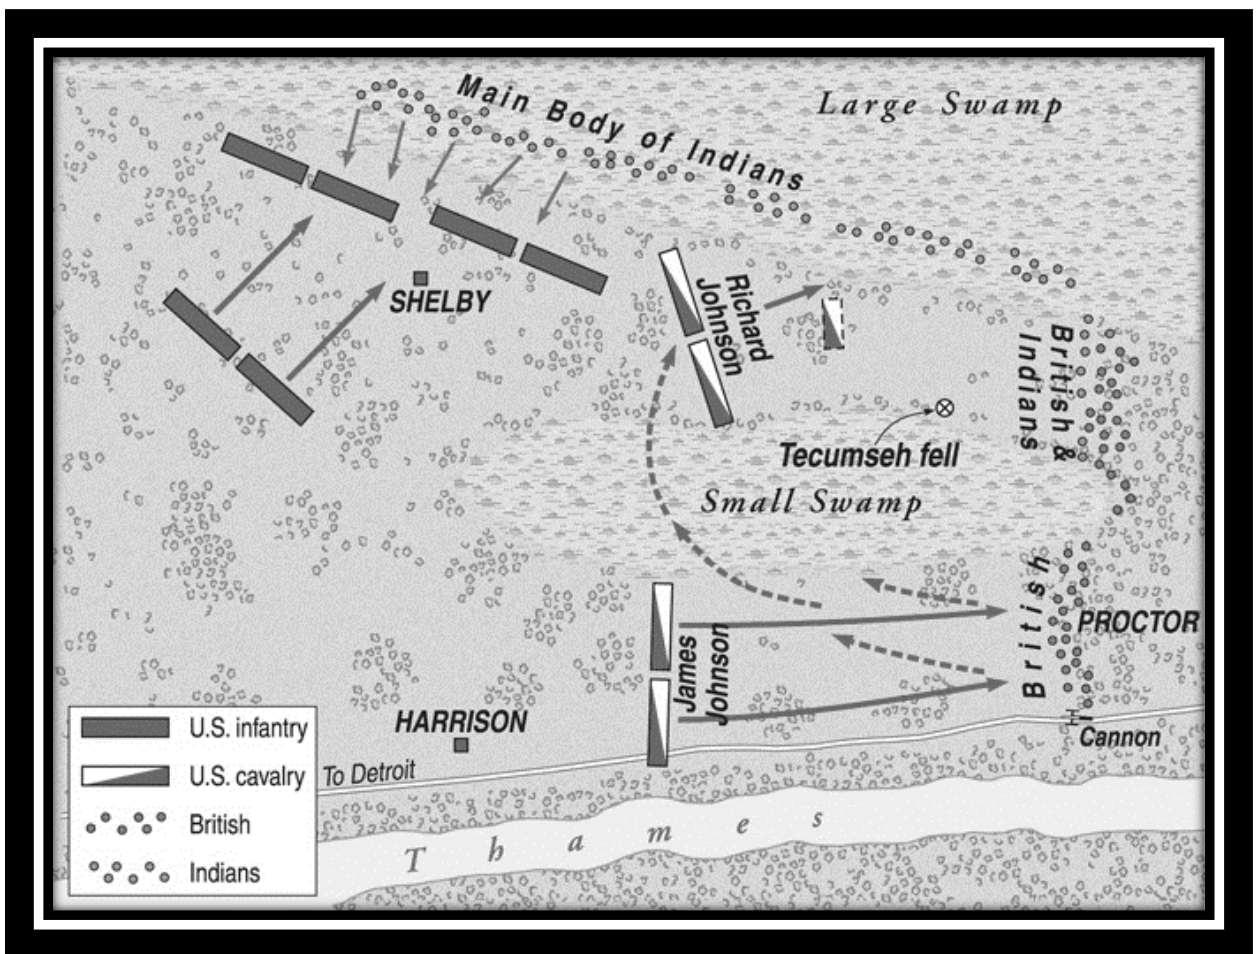 Main Body of Indians
Large Swamp
SHELBY
Richard
Johnson
British &
Indians
Tecumseh fell
Small Swamp
British
PROCTOR
James
Johnson
HARRISON
Cannon
To Detroit
Thames
U.S. infantry
U.S. cavalry
British
Indians